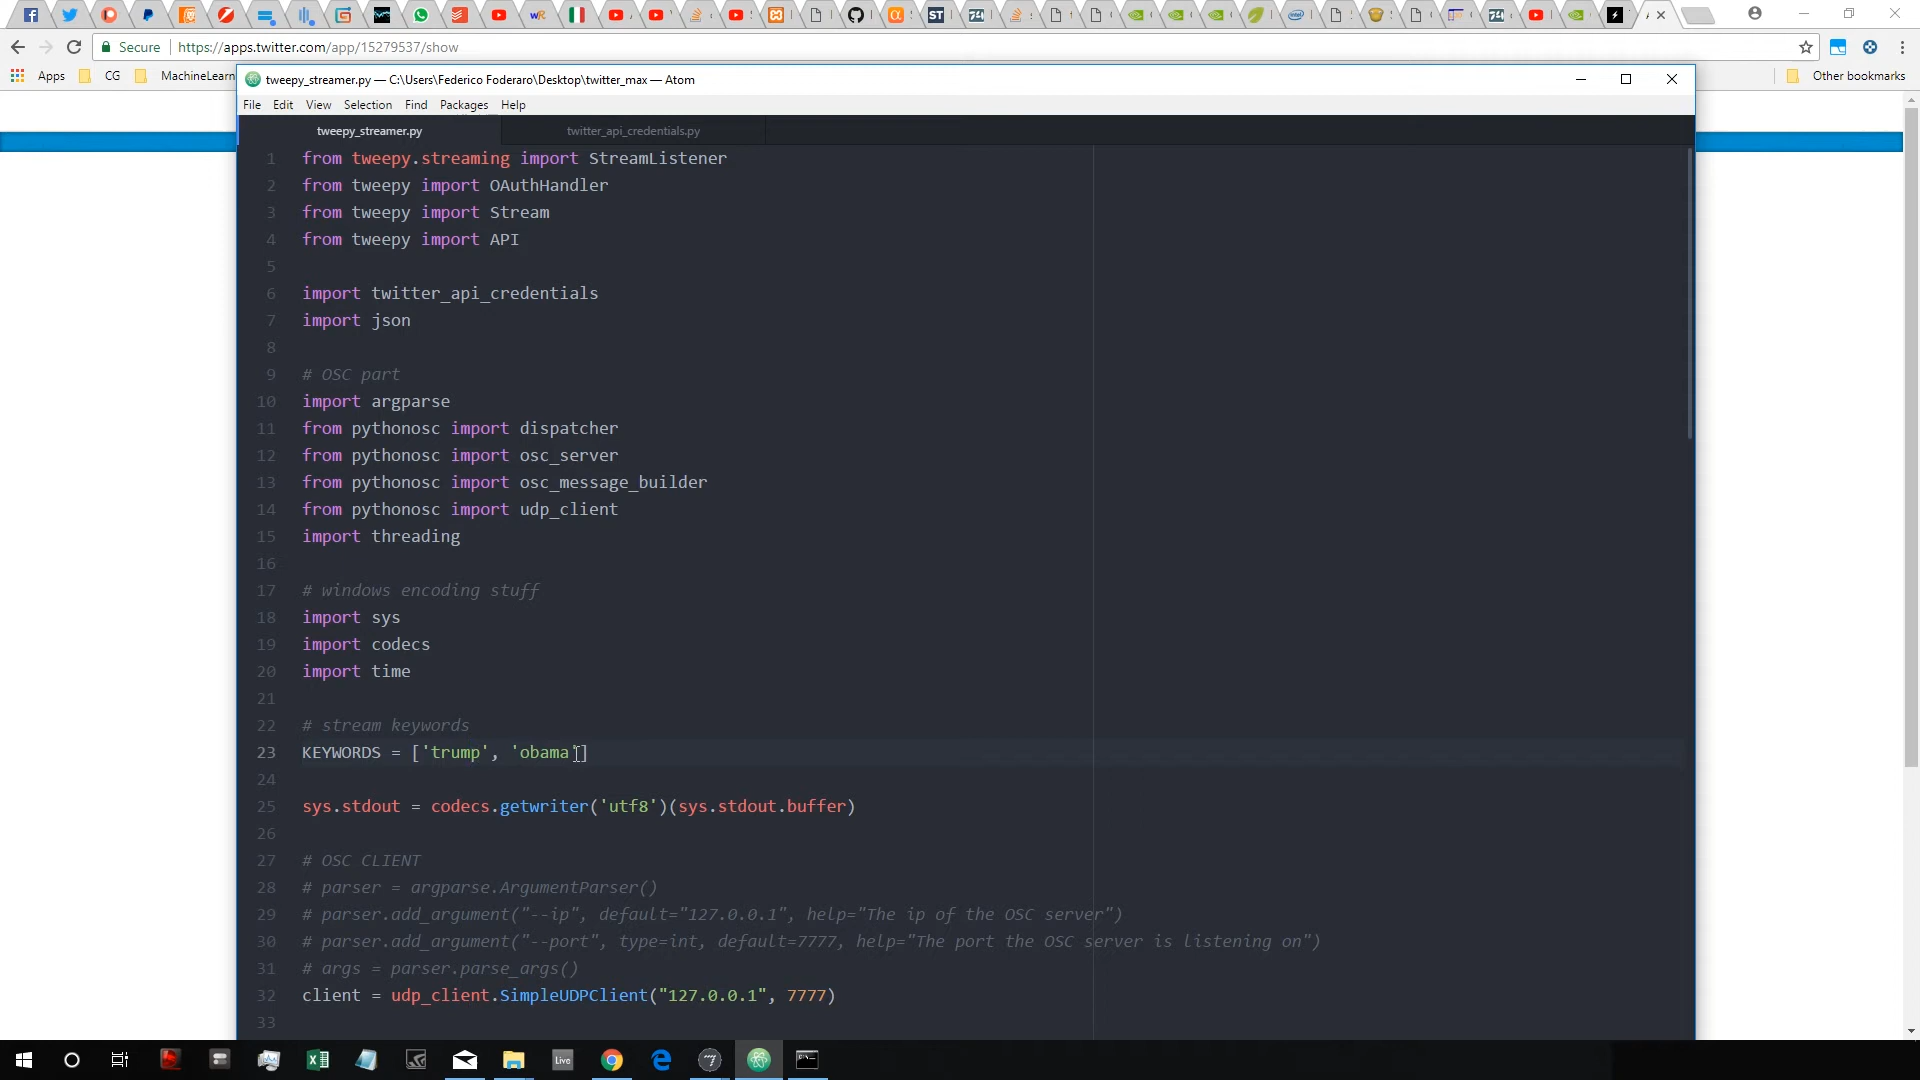 Secure https://apps.twitter.com/app/15279537/show
Apps CG MachineLearn Other bookmarks
tweepy_streamer.py — C:\Users\Federico Foderaro\Desktop\twitter_max — Atom
File Edit View Selection Find Packages Help
tweepy_streamer.py twitter_api_credentials.py
1 from tweepy.streaming import StreamListener
2 from tweepy import OAuthHandler
3 from tweepy import Stream
4 from tweepy import API
5
6 import twitter_api_credentials
7 import json
8
9 # OSC part
10 import argparse
11 from pythonosc import dispatcher
12 from pythonosc import osc_server
13 from pythonosc import osc_message_builder
14 from pythonosc import udp_client
15 import threading
16
17 # windows encoding stuff
18 import sys
19 import codecs
20 import time
21
22 # stream keywords
23 KEYWORDS = ['trump', 'obama']
24
25 sys.stdout = codecs.getwriter('utf8')(sys.stdout.buffer)
26
27 # OSC CLIENT
28 # parser = argparse.ArgumentParser()
29 # parser.add_argument("--ip", default="127.0.0.1", help="The ip of the OSC server")
30 # parser.add_argument("--port", type=int, default=7777, help="The port the OSC server is listening on")
31 # args = parser.parse_args()
32 client = udp_client.SimpleUDPClient("127.0.0.1", 7777)
33
Live